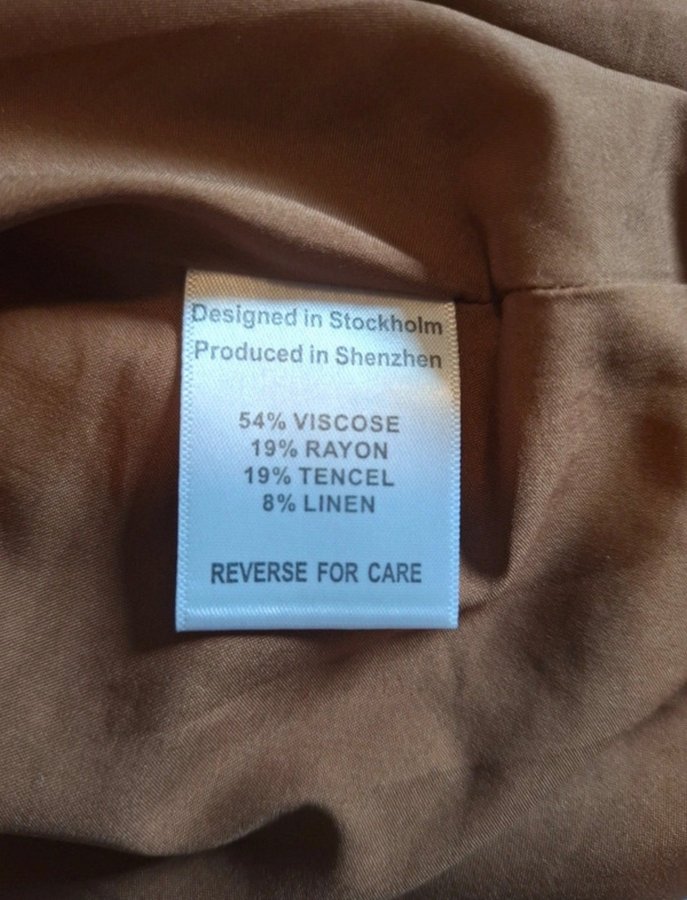 Designed in Stockholm
Produced in Shenzhen
54% VISCOSE
19% RAYON
19% TENCEL
8% LINEN
REVERSE FOR CARE